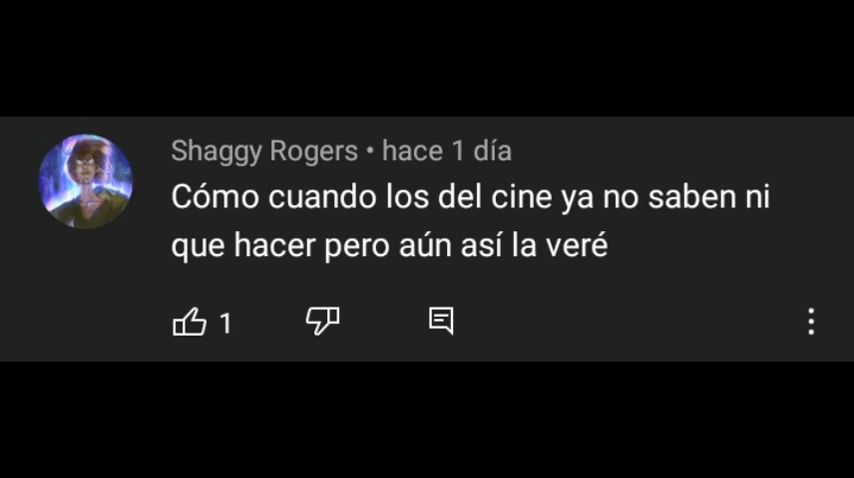 Shaggy Rogers • hace 1 día
Cómo cuando los del cine ya no saben ni
que hacer pero aún así la veré
1